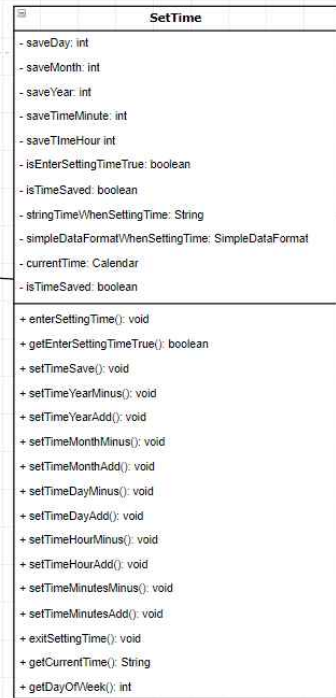 SetTime
- saveDay: int
- saveMonth: int
- saveYear: int
- saveTimeMinute: int
- saveTImeHour int
- isEnterSettingTimeTrue: boolean
- isTimeSaved: boolean
- stringTimeWhenSettingTime: String
- simpleDataFormatWhenSettingTime: SimpleDataFormat
- currentTime: Calendar
- isTimeSaved: boolean
+ enterSettingTime(): void
+ getEnterSettingTimeTrue(): boolean
+ setTimeSave(): void
+ setTimeYearMinus(): void
+ setTimeYearAdd(): void
+ setTimeMonthMinus(): void
+ setTimeMonthAdd(): void
+ setTimeDayMinus(): void
+ setTimeDayAdd(): void
+ setTimeHourMinus(): void
+ setTimeHourAdd(): void
+ setTimeMinutesMinus(): void
+ setTimeMinutesAdd(): void
+ exitSettingTime(): void
+ getCurrentTime(): String
+ getDayOfWeek(): int